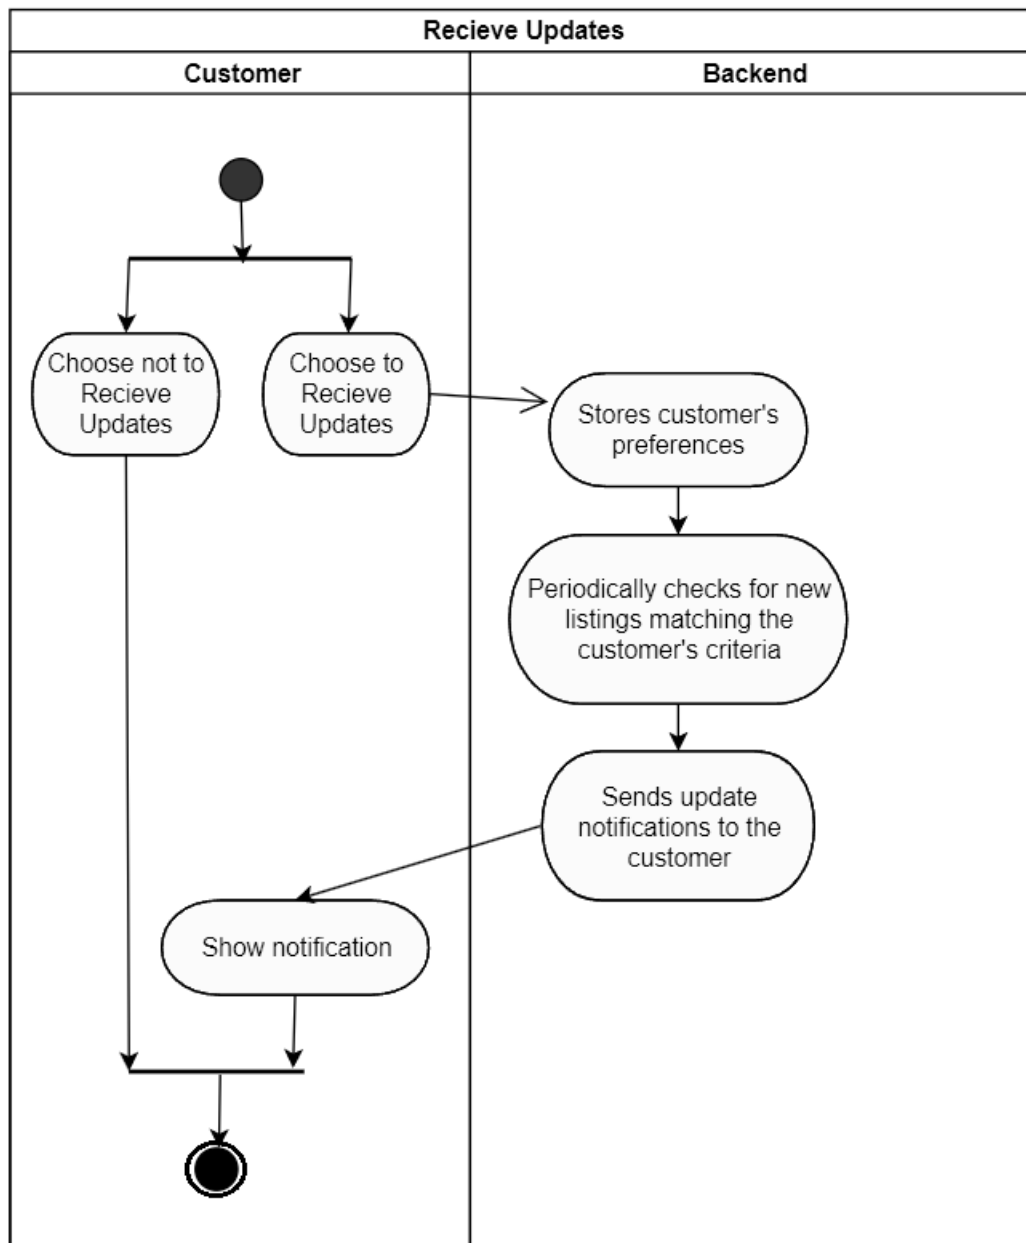 Recieve Updates
Customer
Backend
Choose not to
Recieve
Updates
Choose to
Recieve
Updates
Stores customer's
preferences
Periodically checks for new
listings matching the
customer's criteria
Sends update
notifications to the
customer
Show notification